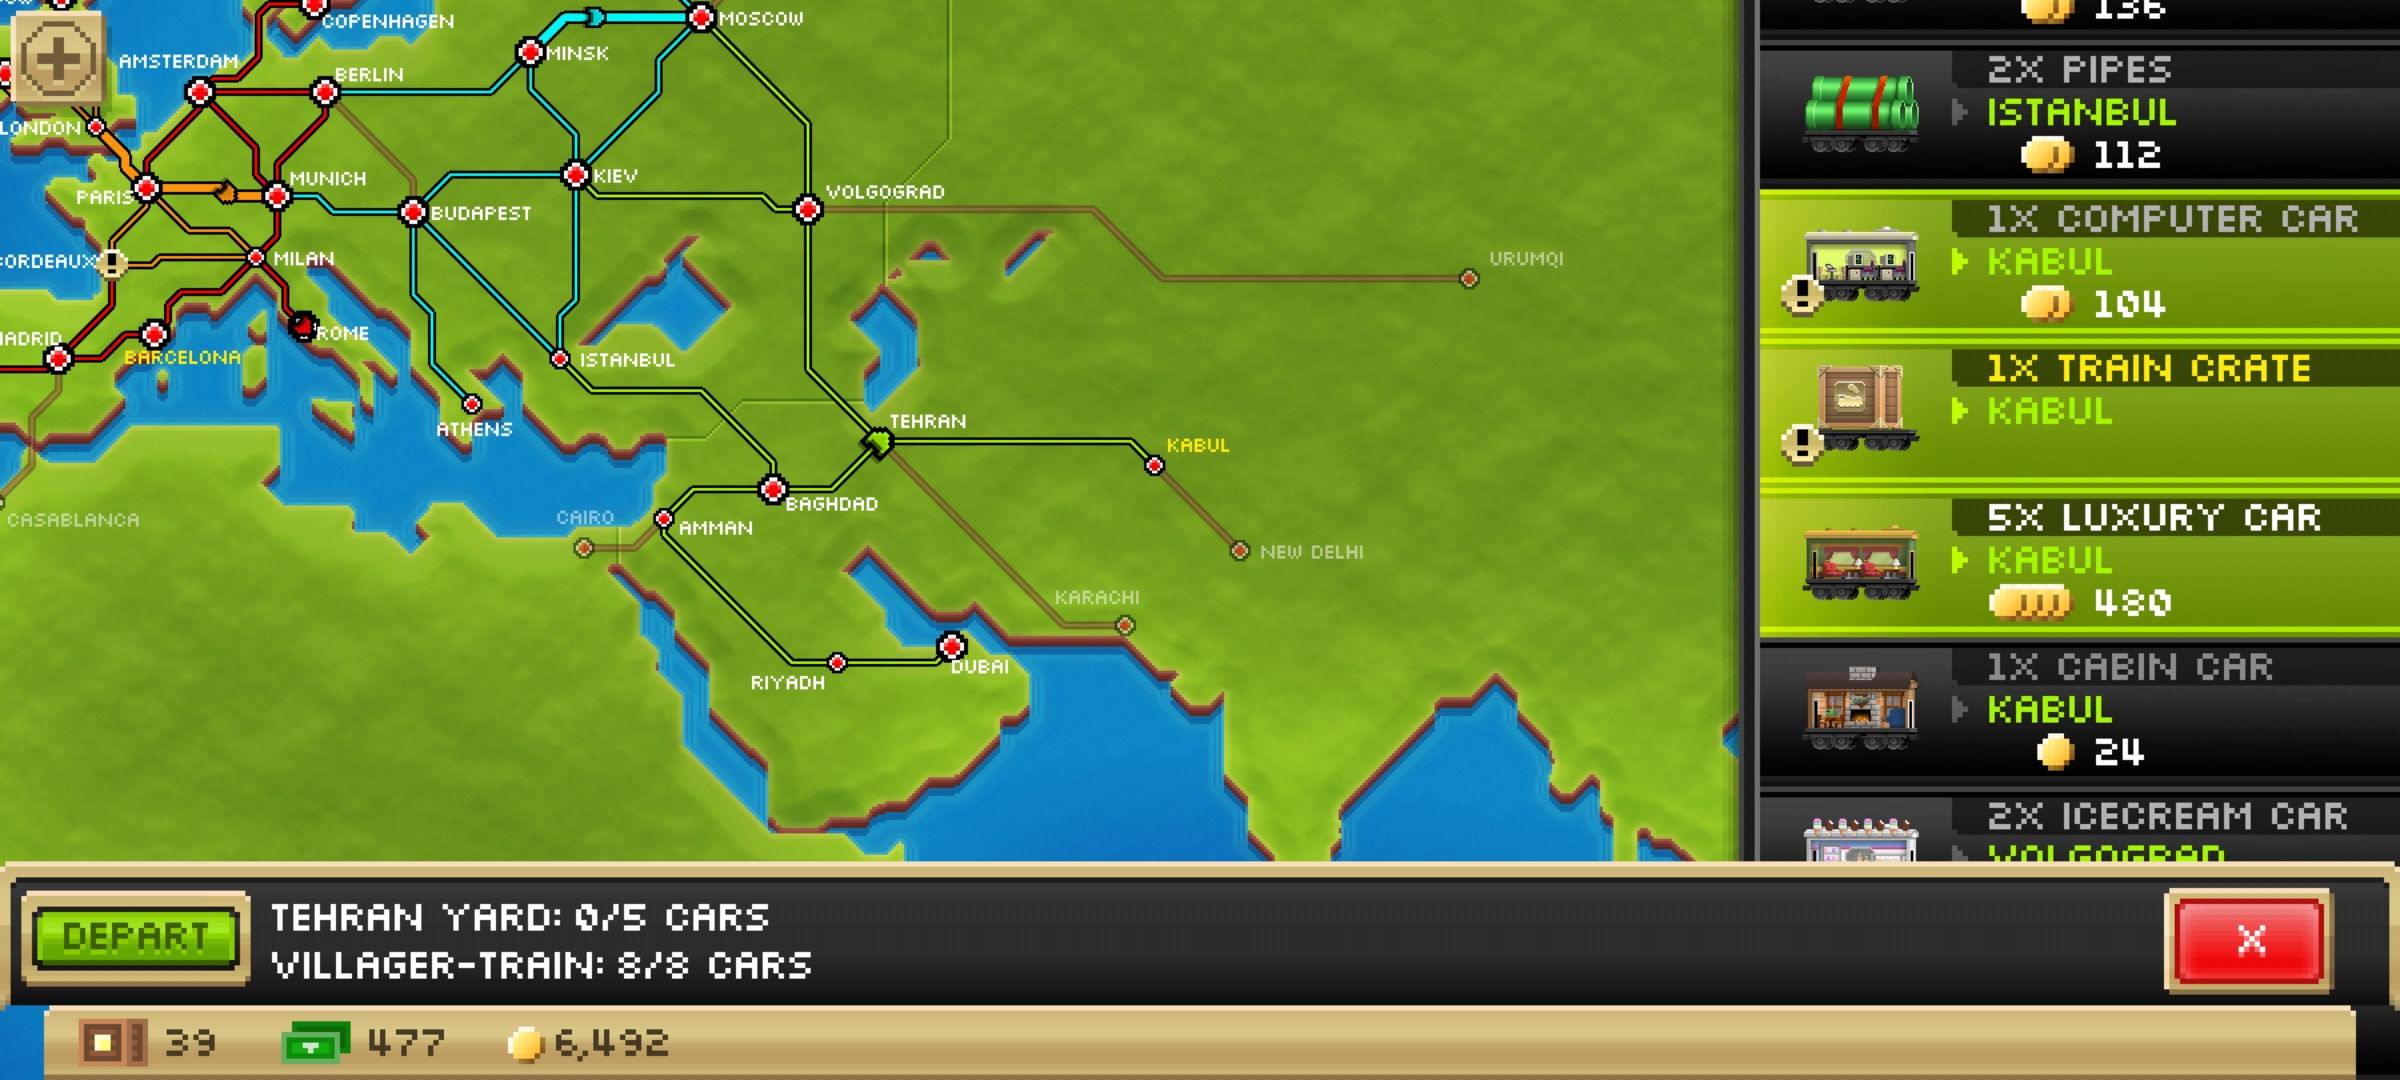 COPENHAGEN
MOSCOW
MINSK
AMSTERDAM
BERLIN
LONDON
PARIS
MUNICH
KIEV
BUDAPEST
VOLGOGRAD
URUMQI
ORDEAUX
MILAN
ROME
ADRID
BARCELONA
ISTANBUL
ATHENS
TEHRAN
KABUL
CASABLANCA
CAIRO
AMMAN
BAGHDAD
NEW DELHI
KARACHI
RIYADH
DUBAI
136
2X PIPES
ISTANBUL
112
1X COMPUTER CAR
KABUL
104
1X TRAIN CRATE
KABUL
5X LUXURY CAR
KABUL
480
1X CABIN CAR
KABUL
24
2X ICECREAM CAR
VOLGOGRAD
DEPART
TEHRAN YARD: 0/5 CARS
VILLAGER-TRAIN: 8/8 CARS
X
39
477
6,492